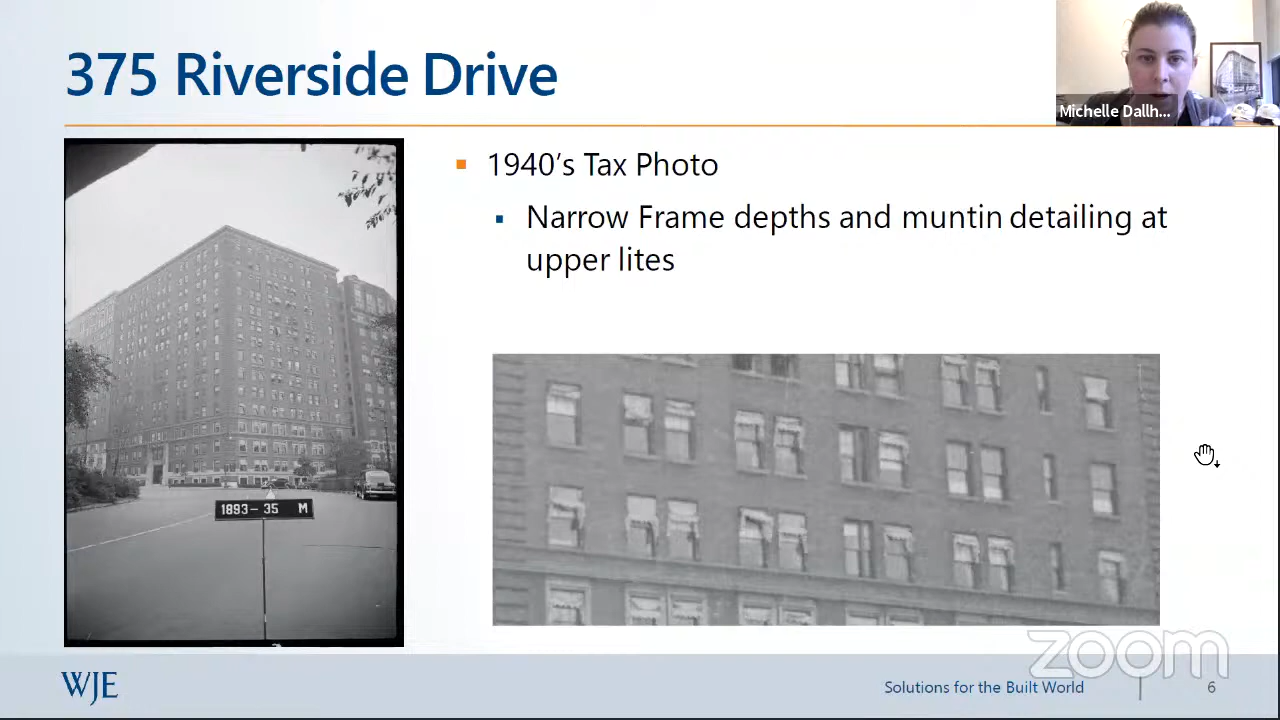 375 Riverside Drive
Michelle Dallh...
1940's Tax Photo
Narrow Frame depths and muntin detailing at
upper lites
1893-35 M
zoom
WJE
Solutions for the Built World
6